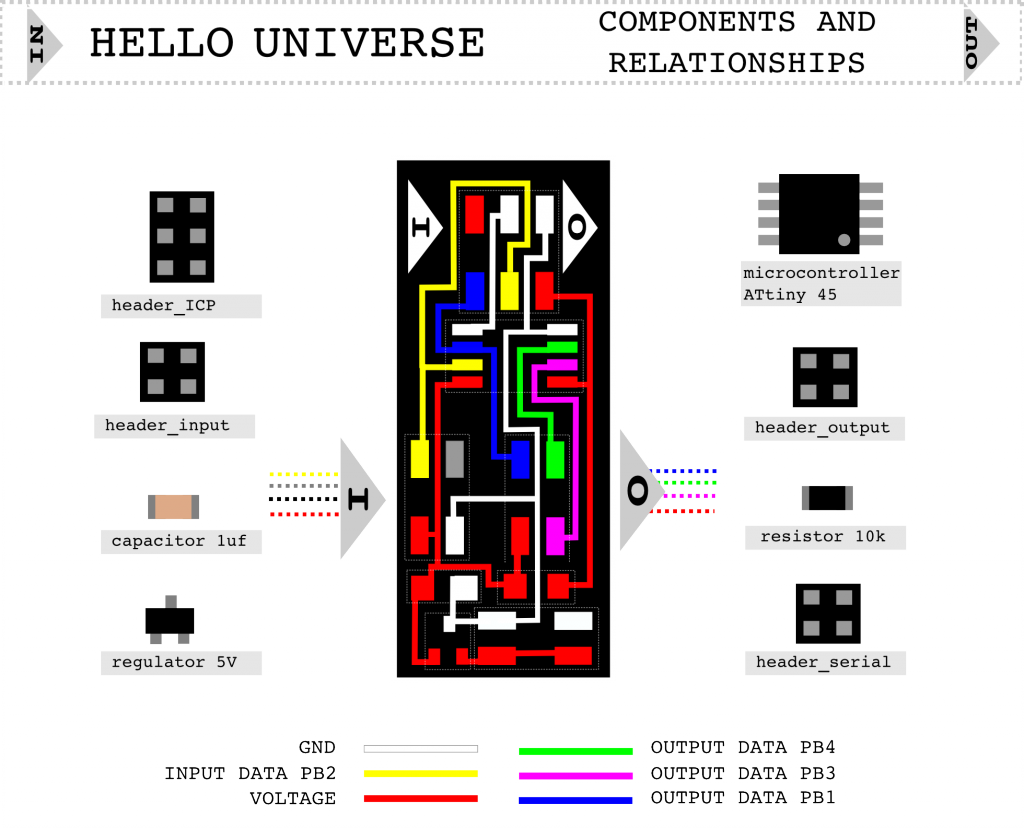 IN
HELLO UNIVERSE
COMPONENTS AND
RELATIONSHIPS
OUT
I
O
header_ICP
header_input
capacitor 1uf
regulator 5V
I
O
microcontroller
ATtiny 45
header_output
resistor 10k
header_serial
GND
INPUT DATA PB2
VOLTAGE
OUTPUT DATA PB4
OUTPUT DATA PB3
OUTPUT DATA PB1